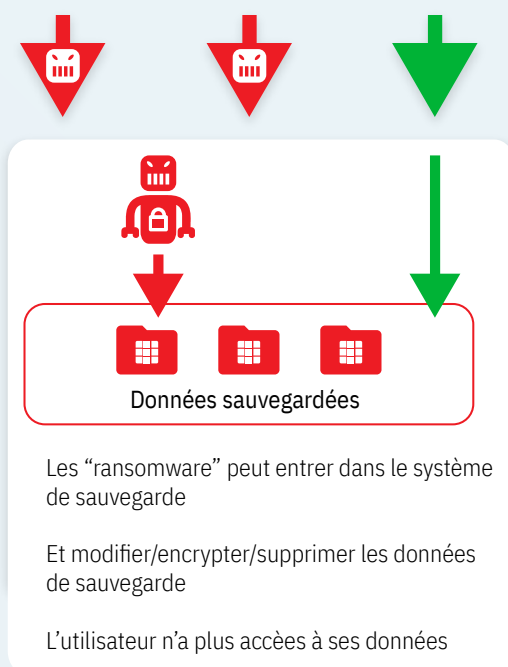 Données sauvegardées
Les “ransomware” peut entrer dans le système
de sauvegarde
Et modifier/encrypter/supprimer les données
de sauvegarde
L’utilisateur n’a plus accèes à ses données